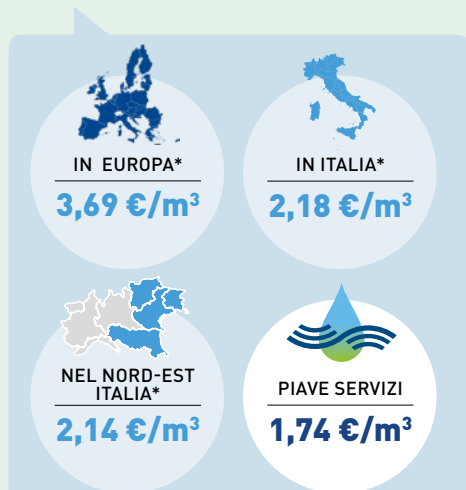 IN EUROPA*
3,69 €/m³
IN ITALIA*
2,18 €/m³
NEL NORD-EST
ITALIA*
2,14 €/m³
PIAVE SERVIZI
1,74 €/m³